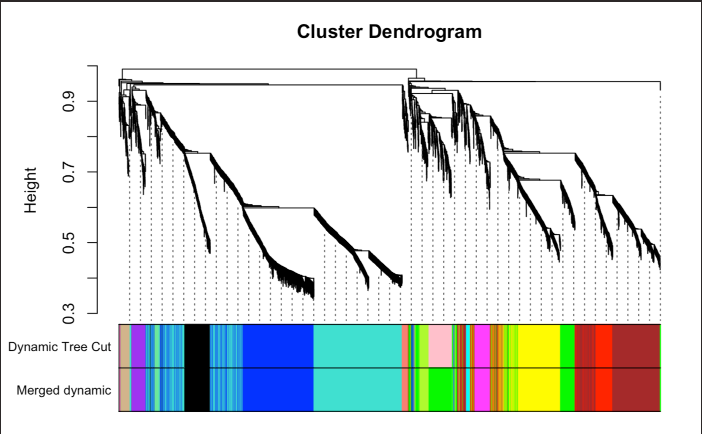 Cluster Dendrogram
Height
0.9
0.7
0.5
0.3
Dynamic Tree Cut
Merged dynamic